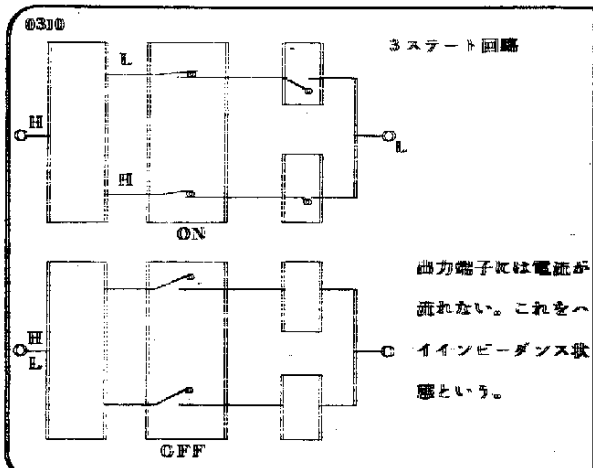 0310
3ステート回路
L
H
L
H
ON
出力端子には電流が
流れない。これをハ
イインピーダンス状
態という。
H
L
OFF